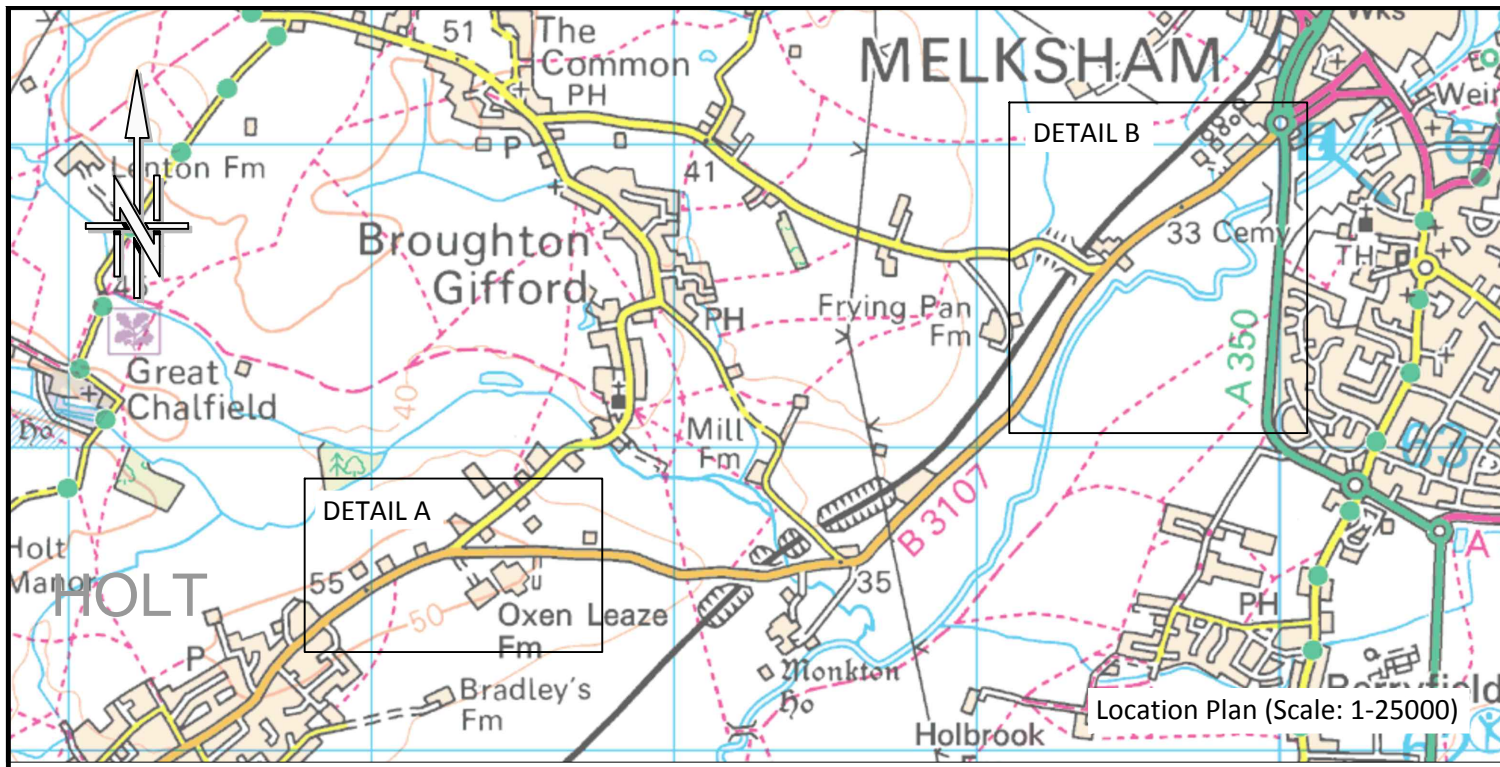 51
The
Common
PH
MELKSHAM
Wks
Weir
DETAIL B
Lenton Fm
P
41
33
Cemy
TH
Broughton
Gifford
PH
Frying Pan
Fm
A 350
Great
Chalfield
Ho
40
Mill
Fm
63
B 3107
A
DETAIL A
Holt
Manor
HOLT
55
50
Oxen Leaze
Fm
35
PH
P
Monkton
Ho
Bradley's
Fm
Holbrook
Berryfield
Location Plan (Scale: 1-25000)
N